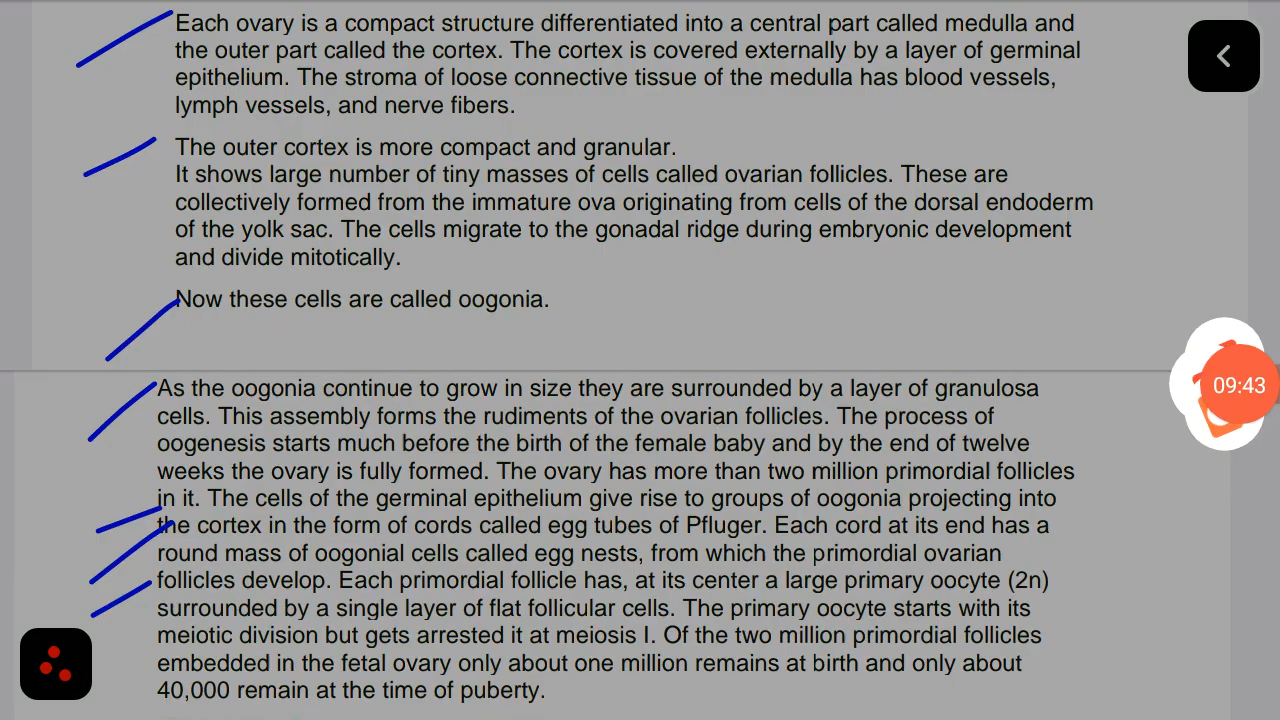 Each ovary is a compact structure differentiated into a central part called medulla and
the outer part called the cortex. The cortex is covered externally by a layer of germinal
epithelium. The stroma of loose connective tissue of the medulla has blood vessels,
lymph vessels, and nerve fibers.
The outer cortex is more compact and granular.
It shows large number of tiny masses of cells called ovarian follicles. These are
collectively formed from the immature ova originating from cells of the dorsal endoderm
of the yolk sac. The cells migrate to the gonadal ridge during embryonic development
and divide mitotically.
Now these cells are called oogonia.
09:43
As the oogonia continue to grow in size they are surrounded by a layer of granulosa
cells. This assembly forms the rudiments of the ovarian follicles. The process of
oogenesis starts much before the birth of the female baby and by the end of twelve
weeks the ovary is fully formed. The ovary has more than two million primordial follicles
in it. The cells of the germinal epithelium give rise to groups of oogonia projecting into
the cortex in the form of cords called egg tubes of Pfluger. Each cord at its end has a
round mass of oogonial cells called egg nests, from which the primordial ovarian
follicles develop. Each primordial follicle has, at its center a large primary oocyte (2n)
surrounded by a single layer of flat follicular cells. The primary oocyte starts with its
meiotic division but gets arrested it at meiosis I. Of the two million primordial follicles
embedded in the fetal ovary only about one million remains at birth and only about
40,000 remain at the time of puberty.